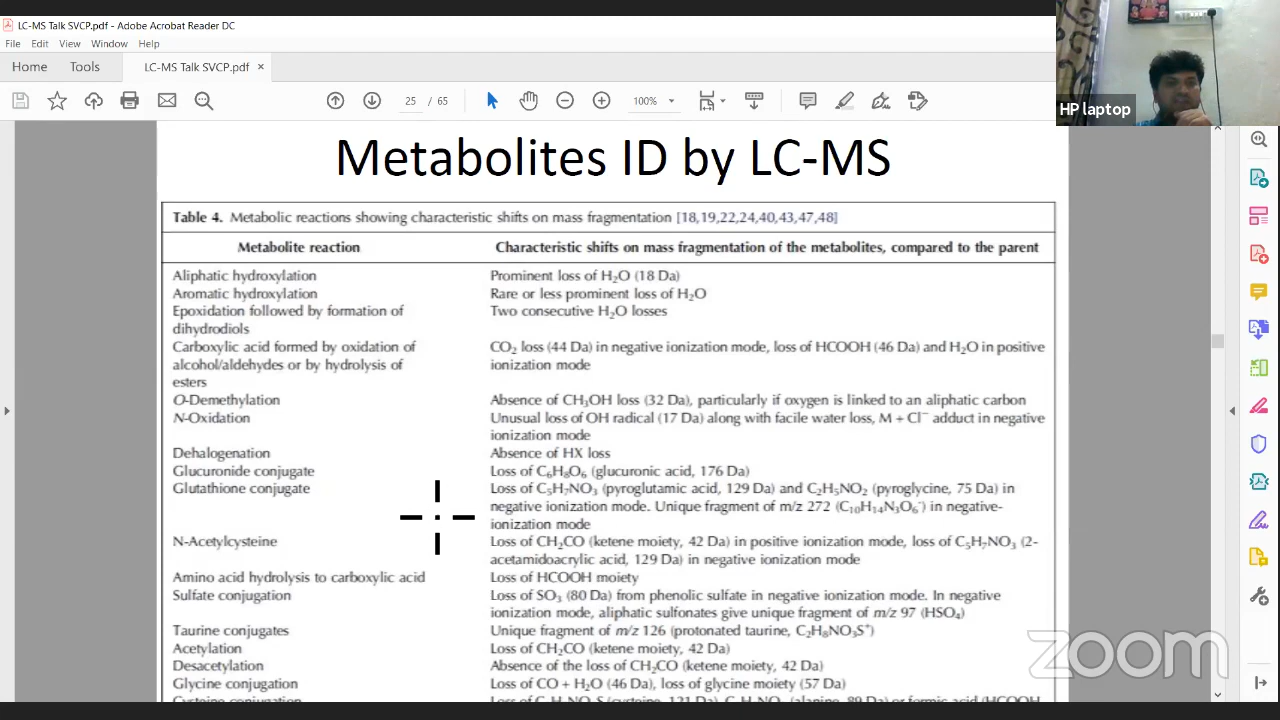 LC-MS Talk SVCP.pdf - Adobe Acrobat Reader DC
File Edit View Window Help
Home Tools LC-MS Talk SVCP.pdf ×
25 / 65 100%
HP laptop
Metabolites ID by LC-MS
Table 4. Metabolic reactions showing characteristic shifts on mass fragmentation [18,19,22,24,40,43,47,48]
Metabolite reaction Characteristic shifts on mass fragmentation of the metabolites, compared to the parent
Aliphatic hydroxylation Prominent loss of H₂O (18 Da)
Aromatic hydroxylation Rare or less prominent loss of H₂O
Epoxidation followed by formation of Two consecutive H₂O losses
dihydrodiols
Carboxylic acid formed by oxidation of CO₂ loss (44 Da) in negative ionization mode, loss of HCOOH (46 Da) and H₂O in positive
alcohol/aldehydes or by hydrolysis of ionization mode
esters
O-Demethylation Absence of CH₃OH loss (32 Da), particularly if oxygen is linked to an aliphatic carbon
N-Oxidation Unusual loss of OH radical (17 Da) along with facile water loss, M + Cl⁻ adduct in negative
ionization mode
Dehalogenation Absence of HX loss
Glucuronide conjugate Loss of C₆H₈O₆ (glucuronic acid, 176 Da)
Glutathione conjugate Loss of C₅H₇NO₃ (pyroglutamic acid, 129 Da) and C₂H₅NO₂ (pyroglycine, 75 Da) in
negative ionization mode. Unique fragment of m/z 272 (C₁₀H₁₄N₃O₆⁻) in negative-
ionization mode
N-Acetylcysteine Loss of CH₂CO (ketene moiety, 42 Da) in positive ionization mode, loss of C₅H₇NO₃ (2-
acetamidoacrylic acid, 129 Da) in negative ionization mode
Amino acid hydrolysis to carboxylic acid Loss of HCOOH moiety
Sulfate conjugation Loss of SO₃ (80 Da) from phenolic sulfate in negative ionization mode. In negative
ionization mode, aliphatic sulfonates give unique fragment of m/z 97 (HSO₄)
Taurine conjugates Unique fragment of m/z 126 (protonated taurine, C₂H₈NO₃S⁺)
Acetylation Loss of CH₂CO (ketene moiety, 42 Da)
Desacetylation Absence of the loss of CH₂CO (ketene moiety, 42 Da)
Glycine conjugation Loss of CO + H₂O (46 Da), loss of glycine moiety (57 Da)
zoom